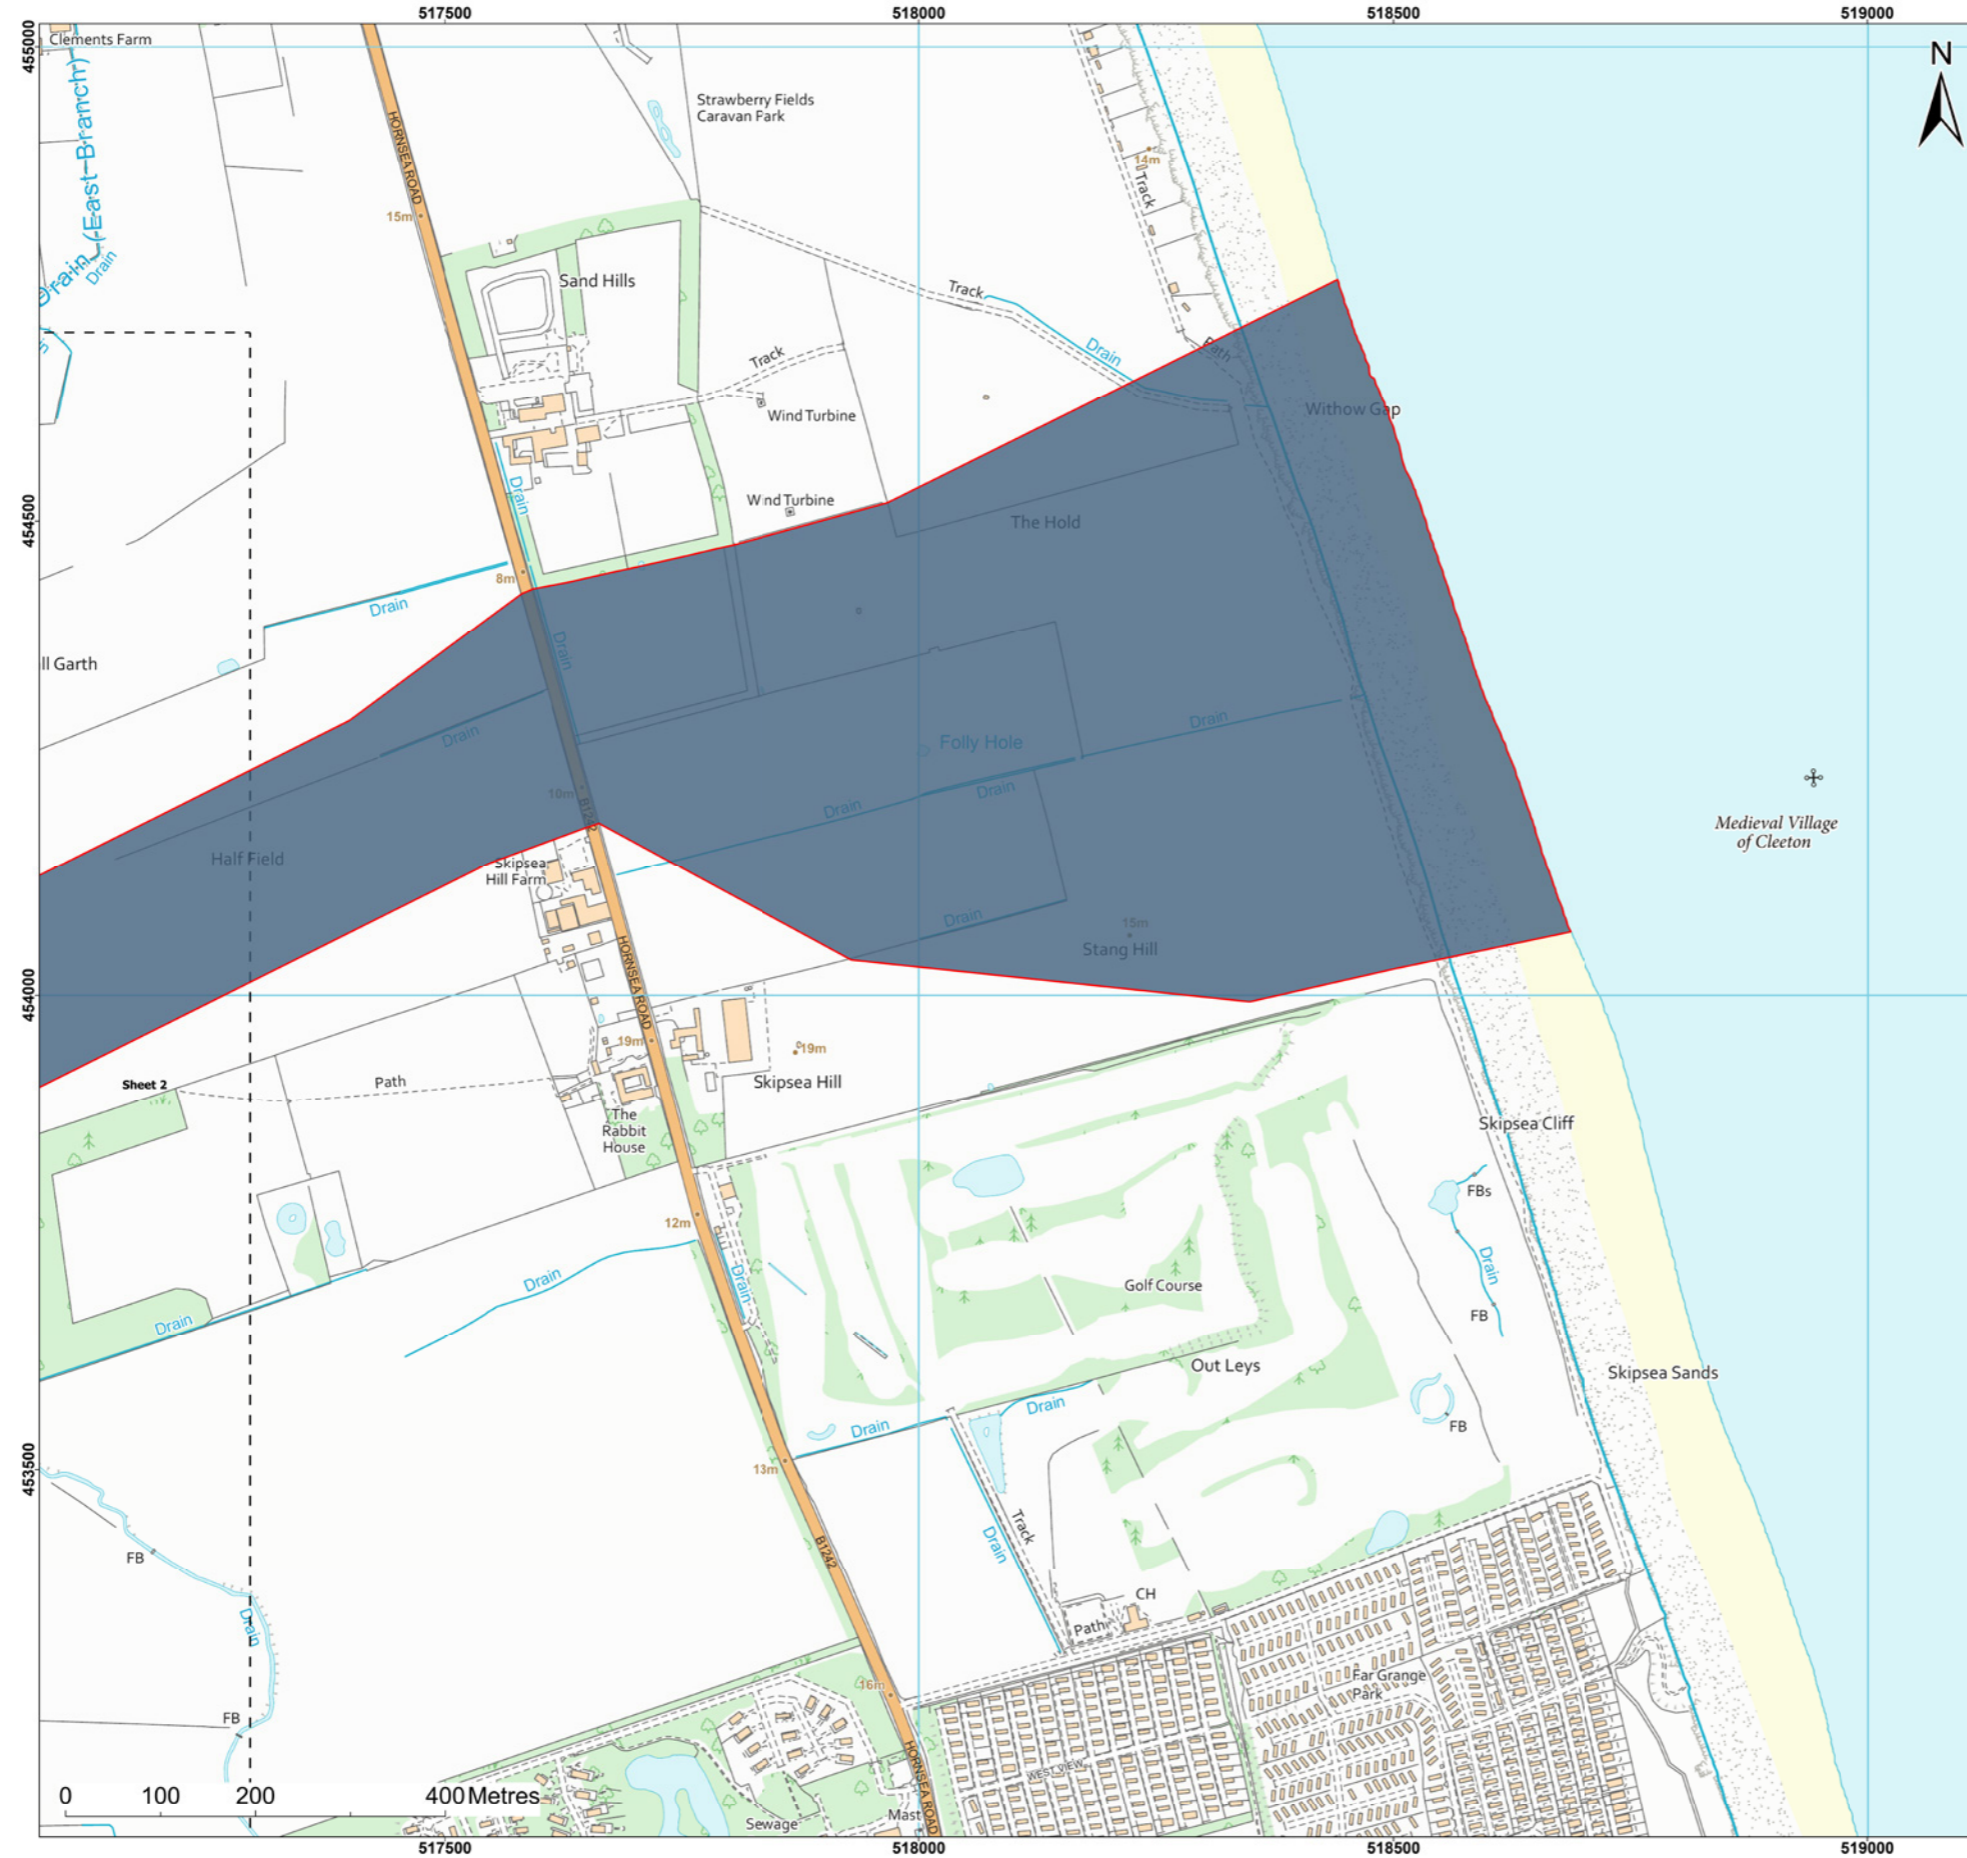 517500
518000
518500
519000
455000
Clements Farm
Drain (East Branch)
Drain
HORNSEA ROAD
15m
Strawberry Fields
Caravan Park
14m
Track
N
Sand Hills
Track
Drain
Path
Track
Wind Turbine
Withow Gap
454500
Drain
Wind Turbine
The Hold
8m
Drain
Drain
ll Garth
Drain
Folly Hole
Drain
Drain
10m
B1242
Drain
Medieval Village
of Cleeton
Half Field
Skipsea
Hill Farm
Drain
15m
Stang Hill
454000
HORNSEA ROAD
19m
19m
Sheet 2
Path
Skipsea Hill
The
Rabbit
House
Skipsea Cliff
FBs
12m
Drain
Drain
Drain
Golf Course
Drain
FB
Out Leys
Skipsea Sands
Drain
Drain
FB
453500
13m
Track
Drain
B1242
FB
CH
Path
Drain
Far Grange
Park
16m
FB
HORNSEA ROAD
WEST VIEW
0
100
200
400 Metres
Sewage
Mast
517500
518000
518500
519000